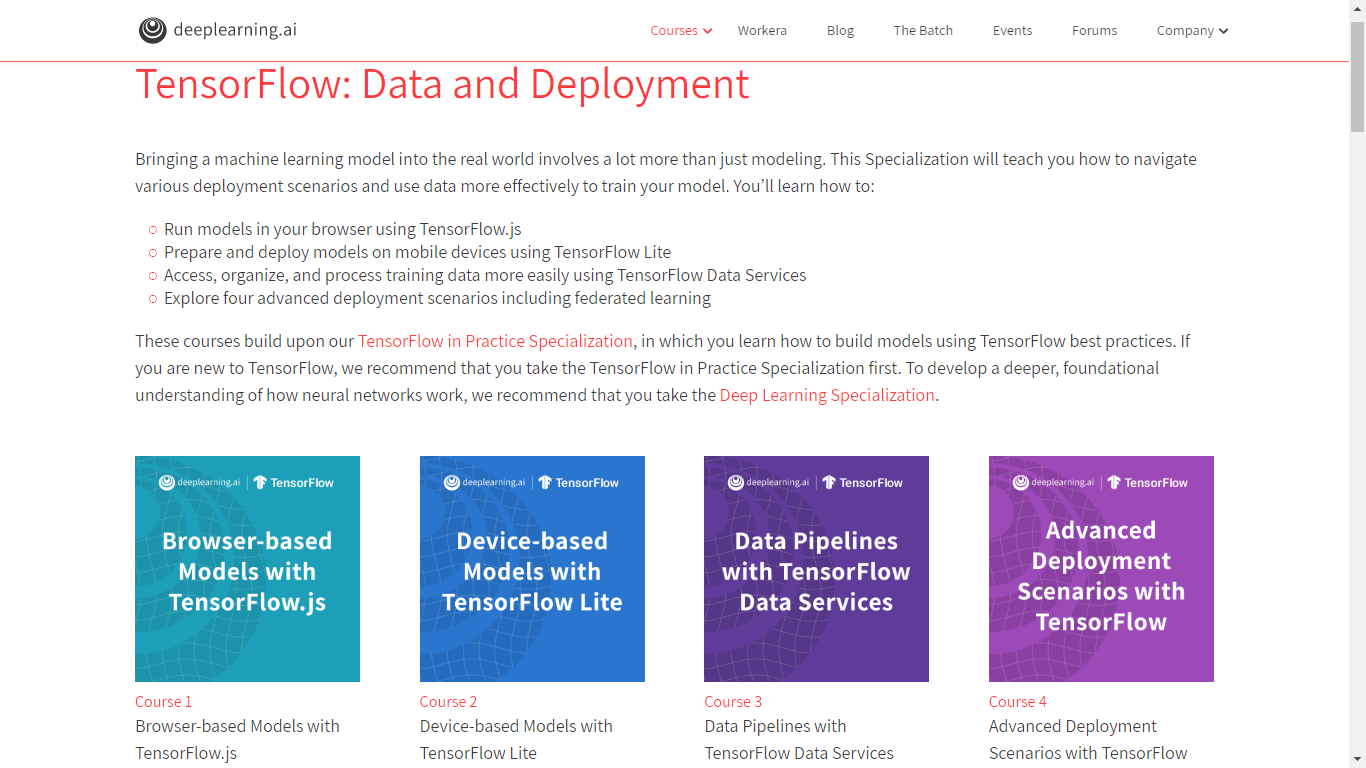 deeplearning.ai
Courses Workera Blog The Batch Events Forums Company
TensorFlow: Data and Deployment
Bringing a machine learning model into the real world involves a lot more than just modeling. This Specialization will teach you how to navigate
various deployment scenarios and use data more effectively to train your model. You’ll learn how to:
Run models in your browser using TensorFlow.js
Prepare and deploy models on mobile devices using TensorFlow Lite
Access, organize, and process training data more easily using TensorFlow Data Services
Explore four advanced deployment scenarios including federated learning
These courses build upon our TensorFlow in Practice Specialization, in which you learn how to build models using TensorFlow best practices. If
you are new to TensorFlow, we recommend that you take the TensorFlow in Practice Specialization first. To develop a deeper, foundational
understanding of how neural networks work, we recommend that you take the Deep Learning Specialization.
deeplearning.ai | TensorFlow
Browser-based
Models with
TensorFlow.js
Course 1
Browser-based Models with
TensorFlow.js
deeplearning.ai | TensorFlow
Device-based
Models with
TensorFlow Lite
Course 2
Device-based Models with
TensorFlow Lite
deeplearning.ai | TensorFlow
Data Pipelines
with TensorFlow
Data Services
Course 3
Data Pipelines with
TensorFlow Data Services
deeplearning.ai | TensorFlow
Advanced
Deployment
Scenarios with
TensorFlow
Course 4
Advanced Deployment
Scenarios with TensorFlow